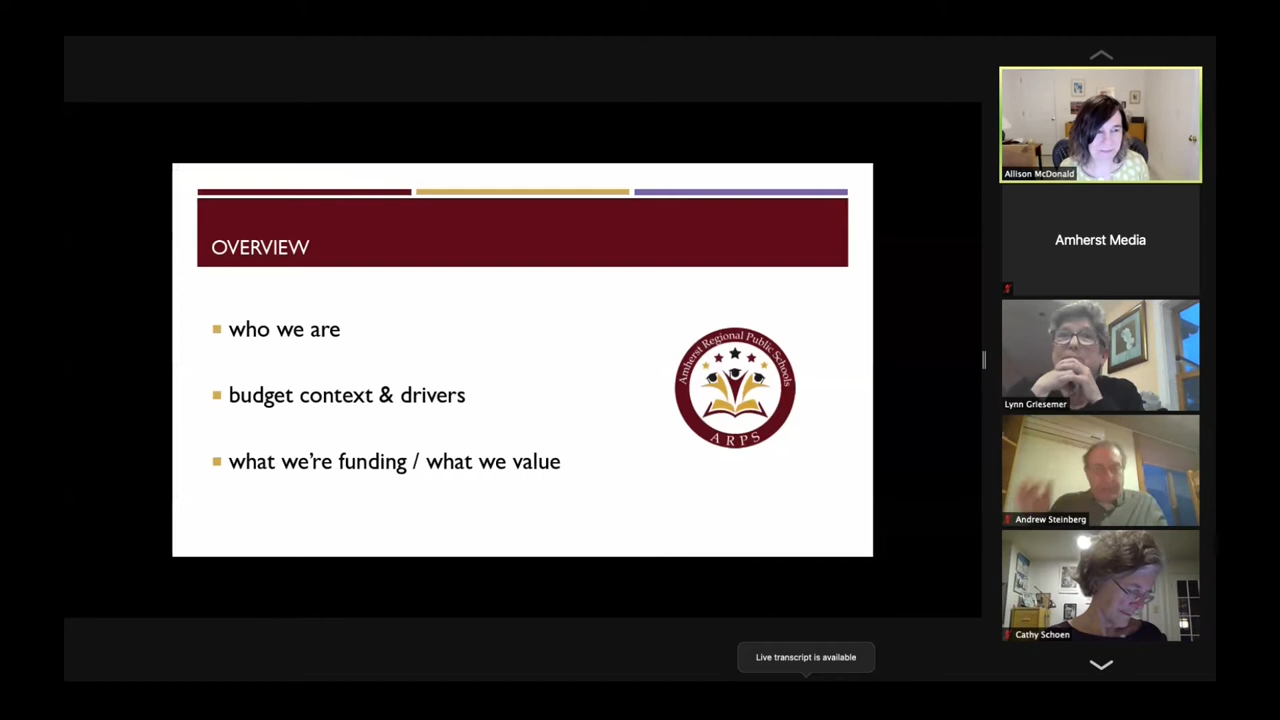 OVERVIEW
who we are
budget context & drivers
what we're funding / what we value
Amherst Regional Public Schools
ARPS
Allison McDonald
Amherst Media
Lynn Griesemer
Andrew Steinberg
Cathy Schoen
Live transcript is available